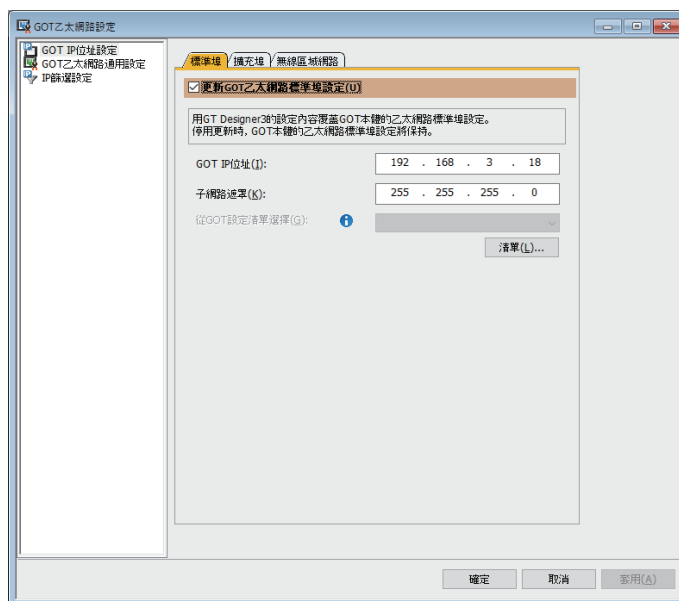 GOT乙太網路設定
GOT IP位址設定
GOT乙太網路通用設定
IP篩選設定
標準埠
擴充埠
無線區域網路
更新GOT乙太網路標準埠設定(U)
用GT Designer3的設定內容覆蓋GOT本體的乙太網路標準埠設定。
停用更新時,GOT本體的乙太網路標準埠設定將保持。
GOT IP位址(I): 192 . 168 . 3 . 18
子網路遮罩(K): 255 . 255 . 255 . 0
從GOT設定清單選擇(G):
清單(L)...
確定 取消 套用(A)